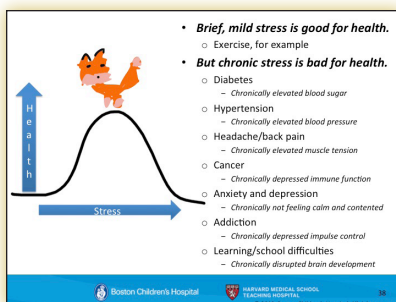 • Brief, mild stress is good for health.
o Exercise, for example
• But chronic stress is bad for health.
o Diabetes
– Chronically elevated blood sugar
o Hypertension
– Chronically elevated blood pressure
o Headache/back pain
– Chronically elevated muscle tension
o Cancer
– Chronically depressed immune function
o Anxiety and depression
– Chronically not feeling calm and contented
o Addiction
– Chronically depressed impulse control
o Learning/school difficulties
– Chronically disrupted brain development
Health
Stress
Boston Children's Hospital
HARVARD MEDICAL SCHOOL
TEACHING HOSPITAL
38